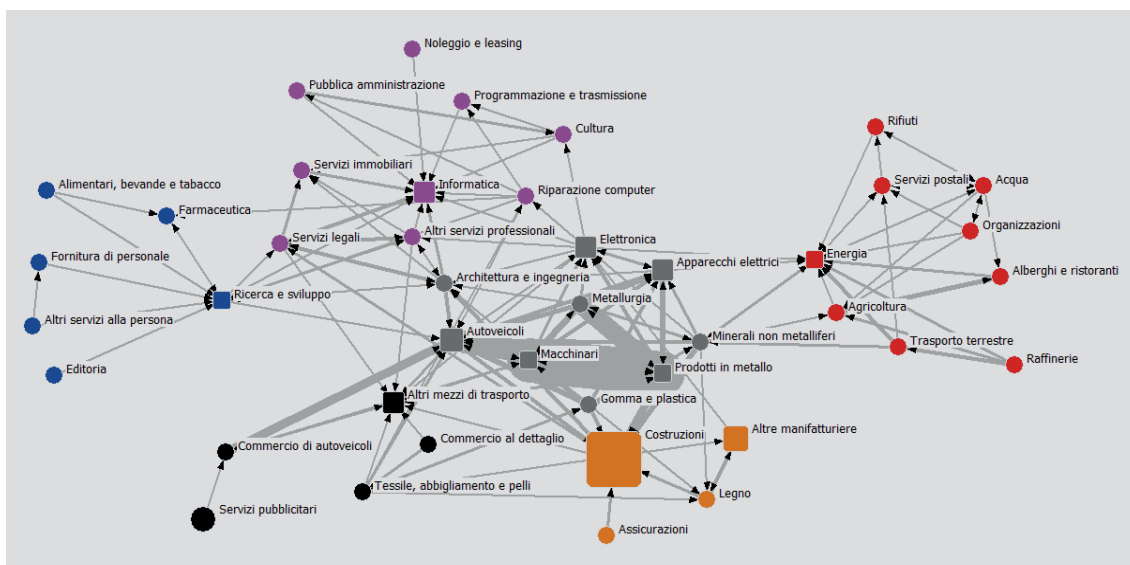 Noleggio e leasing
Pubblica amministrazione
Programmazione e trasmissione
Cultura
Rifiuti
Servizi immobiliari
Informatica
Riparazione computer
Servizi postali
Acqua
Alimentari, bevande e tabacco
Farmaceutica
Organizzazioni
Servizi legali
Altri servizi professionali
Elettronica
Energia
Fornitura di personale
Apparecchi elettrici
Alberghi e ristoranti
Architettura e ingegneria
Ricerca e sviluppo
Metallurgia
Agricoltura
Altri servizi alla persona
Autoveicoli
Minerali non metalliferi
Trasporto terrestre
Macchinari
Prodotti in metallo
Raffinerie
Editoria
Altri mezzi di trasporto
Gomma e plastica
Commercio di autoveicoli
Commercio al dettaglio
Costruzioni
Altre manifatturiere
Tessile, abbigliamento e pelli
Legno
Servizi pubblicitari
Assicurazioni